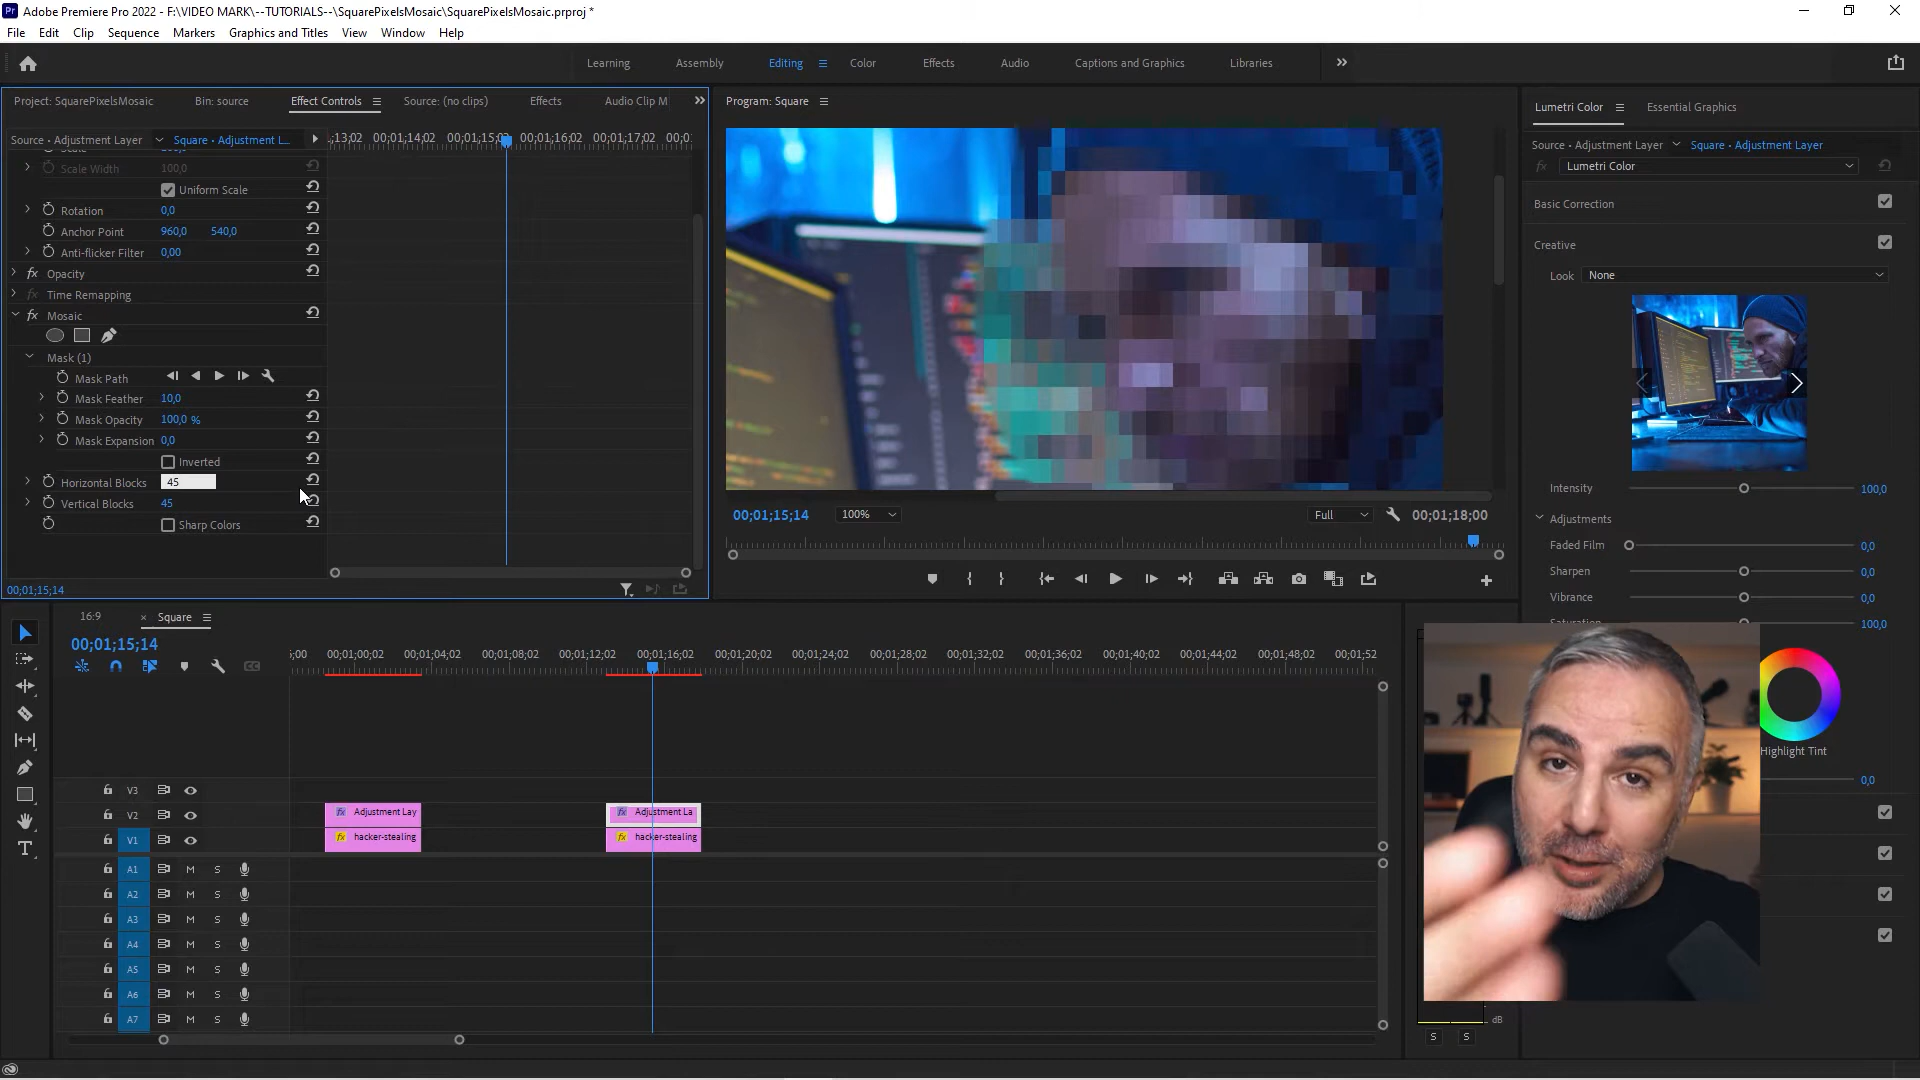 Adobe Premiere Pro 2022 - F:\VIDEO MARK\--TUTORIALS--\SquarePixelsMosaic\SquarePixelsMosaic.prproj *
File Edit Clip Sequence Markers Graphics and Titles View Window Help
Learning Assembly Editing Color Effects Audio Captions and Graphics Libraries
Project: SquarePixelsMosaic Bin: source Effect Controls Source: (no clips) Effects Audio Clip M
Source • Adjustment Layer Square • Adjustment L...
;13;02 00;01;14;02 00;01;15;02 00;01;16;02 00;01;17;02 00;0
Scale Width 100,0
Uniform Scale
Rotation 0,0
Anchor Point 960,0 540,0
Anti-flicker Filter 0,00
fx Opacity
fx Time Remapping
fx Mosaic
Mask (1)
Mask Path
Mask Feather 10,0
Mask Opacity 100,0 %
Mask Expansion 0,0
Inverted
Horizontal Blocks 45
Vertical Blocks 45
Sharp Colors
00;01;15;14
Program: Square
00;01;15;14 100% Full 00;01;18;00
Lumetri Color Essential Graphics
Source • Adjustment Layer Square • Adjustment Layer
fx Lumetri Color
Basic Correction
Creative
Look None
Intensity 100,0
Adjustments
Faded Film 0,0
Sharpen 0,0
Vibrance 0,0
Saturation 100,0
Highlight Tint
0,0
16:9 × Square
00;01;15;14
;00 00;01;00;02 00;01;04;02 00;01;08;02 00;01;12;02 00;01;16;02 00;01;20;02 00;01;24;02 00;01;28;02 00;01;32;02 00;01;36;02 00;01;40;02 00;01;44;02 00;01;48;02 00;01;52
V3
V2 fx Adjustment Lay fx Adjustment La
V1 fx hacker-stealing fx hacker-stealing
A1 M S
A2 M S
A3 M S
A4 M S
A5 M S
A6 M S
A7 M S
dB
S S